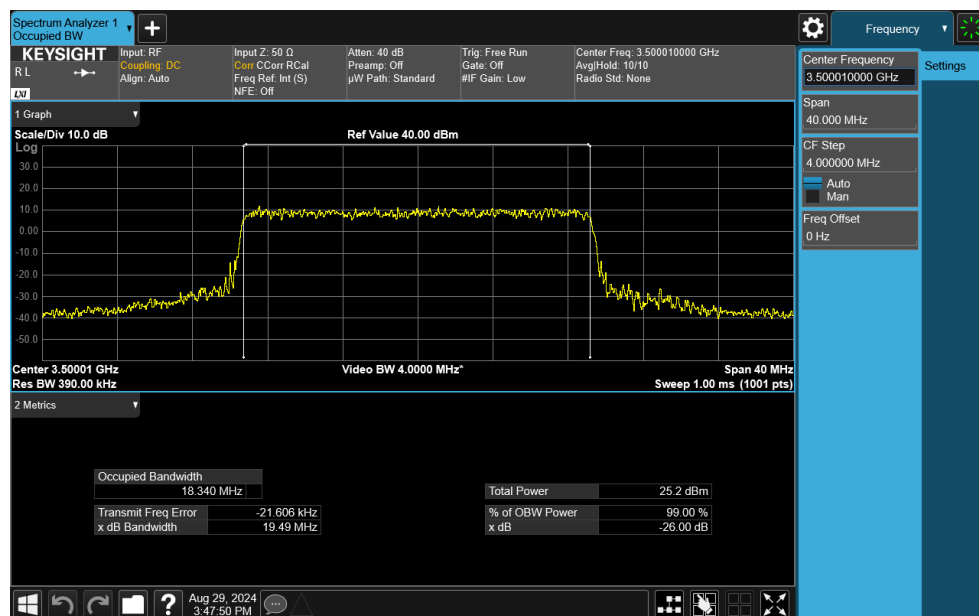 Spectrum Analyzer 1
Occupied BW
+
Frequency
KEYSIGHT
R L
LXI
Input: RF
Coupling: DC
Align: Auto
Input Z: 50 Ω
Corr CCorr RCal
Freq Ref: Int (S)
NFE: Off
Atten: 40 dB
Preamp: Off
µW Path: Standard
Trig: Free Run
Gate: Off
#IF Gain: Low
Center Freq: 3.500010000 GHz
Avg|Hold: 10/10
Radio Std: None
Center Frequency
3.500010000 GHz
Settings
Span
40.000 MHz
CF Step
4.000000 MHz
Auto
Man
Freq Offset
0 Hz
1 Graph
Scale/Div 10.0 dB
Ref Value 40.00 dBm
Log
30.0
20.0
10.0
0.00
-10.0
-20.0
-30.0
-40.0
-50.0
Center 3.50001 GHz
Video BW 4.0000 MHz*
Span 40 MHz
Res BW 390.00 kHz
Sweep 1.00 ms (1001 pts)
2 Metrics
Occupied Bandwidth
18.340 MHz
Total Power 25.2 dBm
Transmit Freq Error -21.606 kHz
% of OBW Power 99.00 %
x dB Bandwidth 19.49 MHz
x dB -26.00 dB
?
Aug 29, 2024
3:47:50 PM